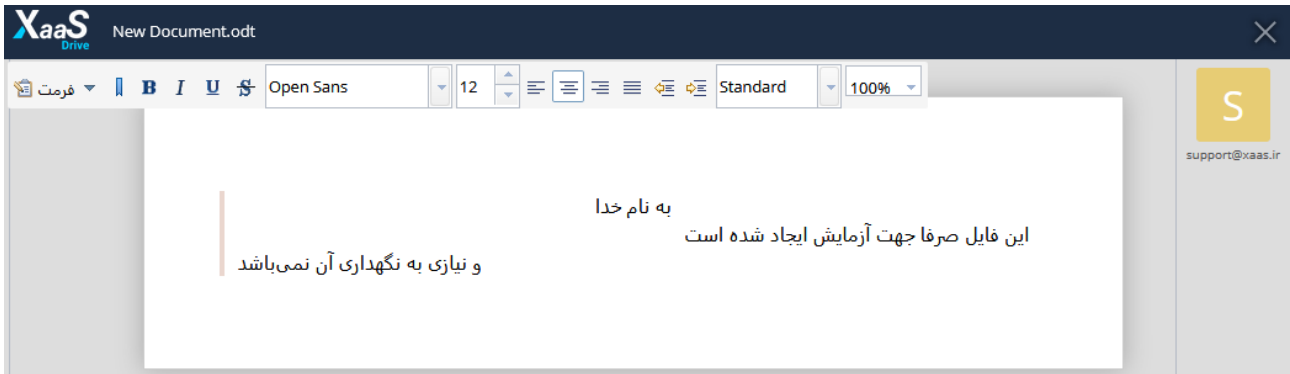 XaaS
Drive
New Document.odt
فرمت
B I U S
Open Sans
12
Standard
100%
S
support@xaas.ir
به نام خدا
این فایل صرفا جهت آزمایش ایجاد شده است
و نیازی به نگهداری آن نمی‌باشد